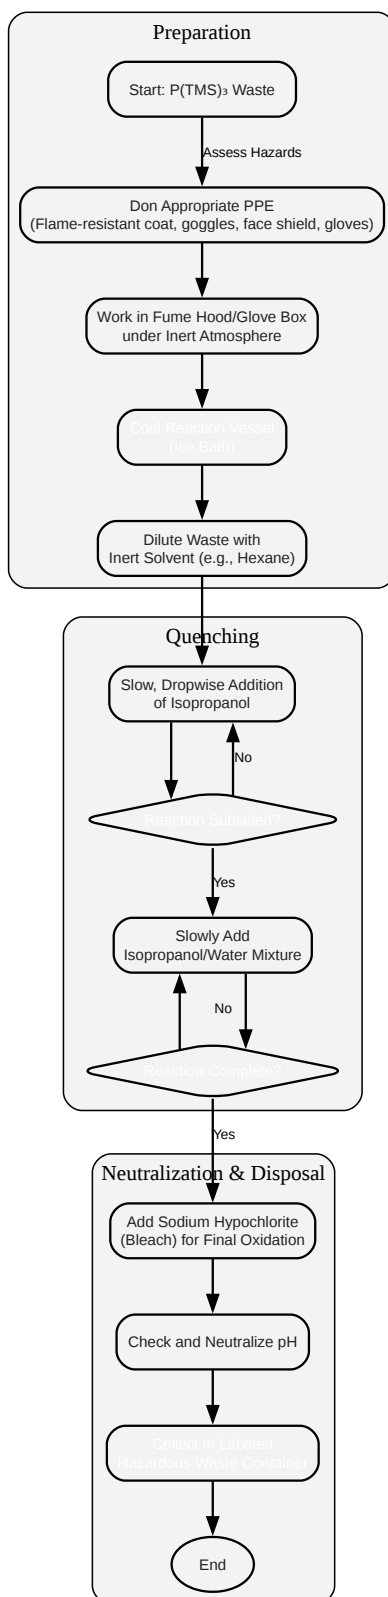 Preparation
Start: P(TMS)₃ Waste
Assess Hazards
Don Appropriate PPE
(Flame-resistant coat, goggles, face shield, gloves)
Work in Fume Hood/Glove Box
under Inert Atmosphere
Cool Reaction Vessel
(Ice Bath)
Dilute Waste with
Inert Solvent (e.g., Hexane)
Quenching
Slow, Dropwise Addition
of Isopropanol
No
Reaction Subsided?
Yes
Slowly Add
Isopropanol/Water Mixture
No
Reaction Complete?
Yes
Neutralization & Disposal
Add Sodium Hypochlorite
(Bleach) for Final Oxidation
Check and Neutralize pH
Collect in Labeled
Hazardous Waste Container
End